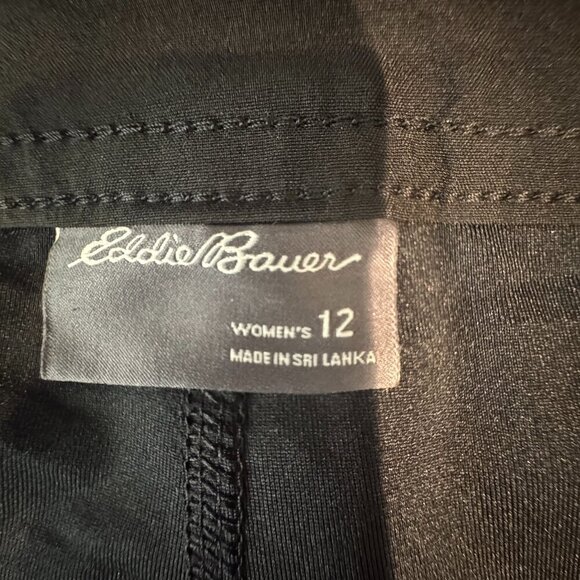 Eddie Bauer
WOMEN'S 12
MADE IN SRI LANKA